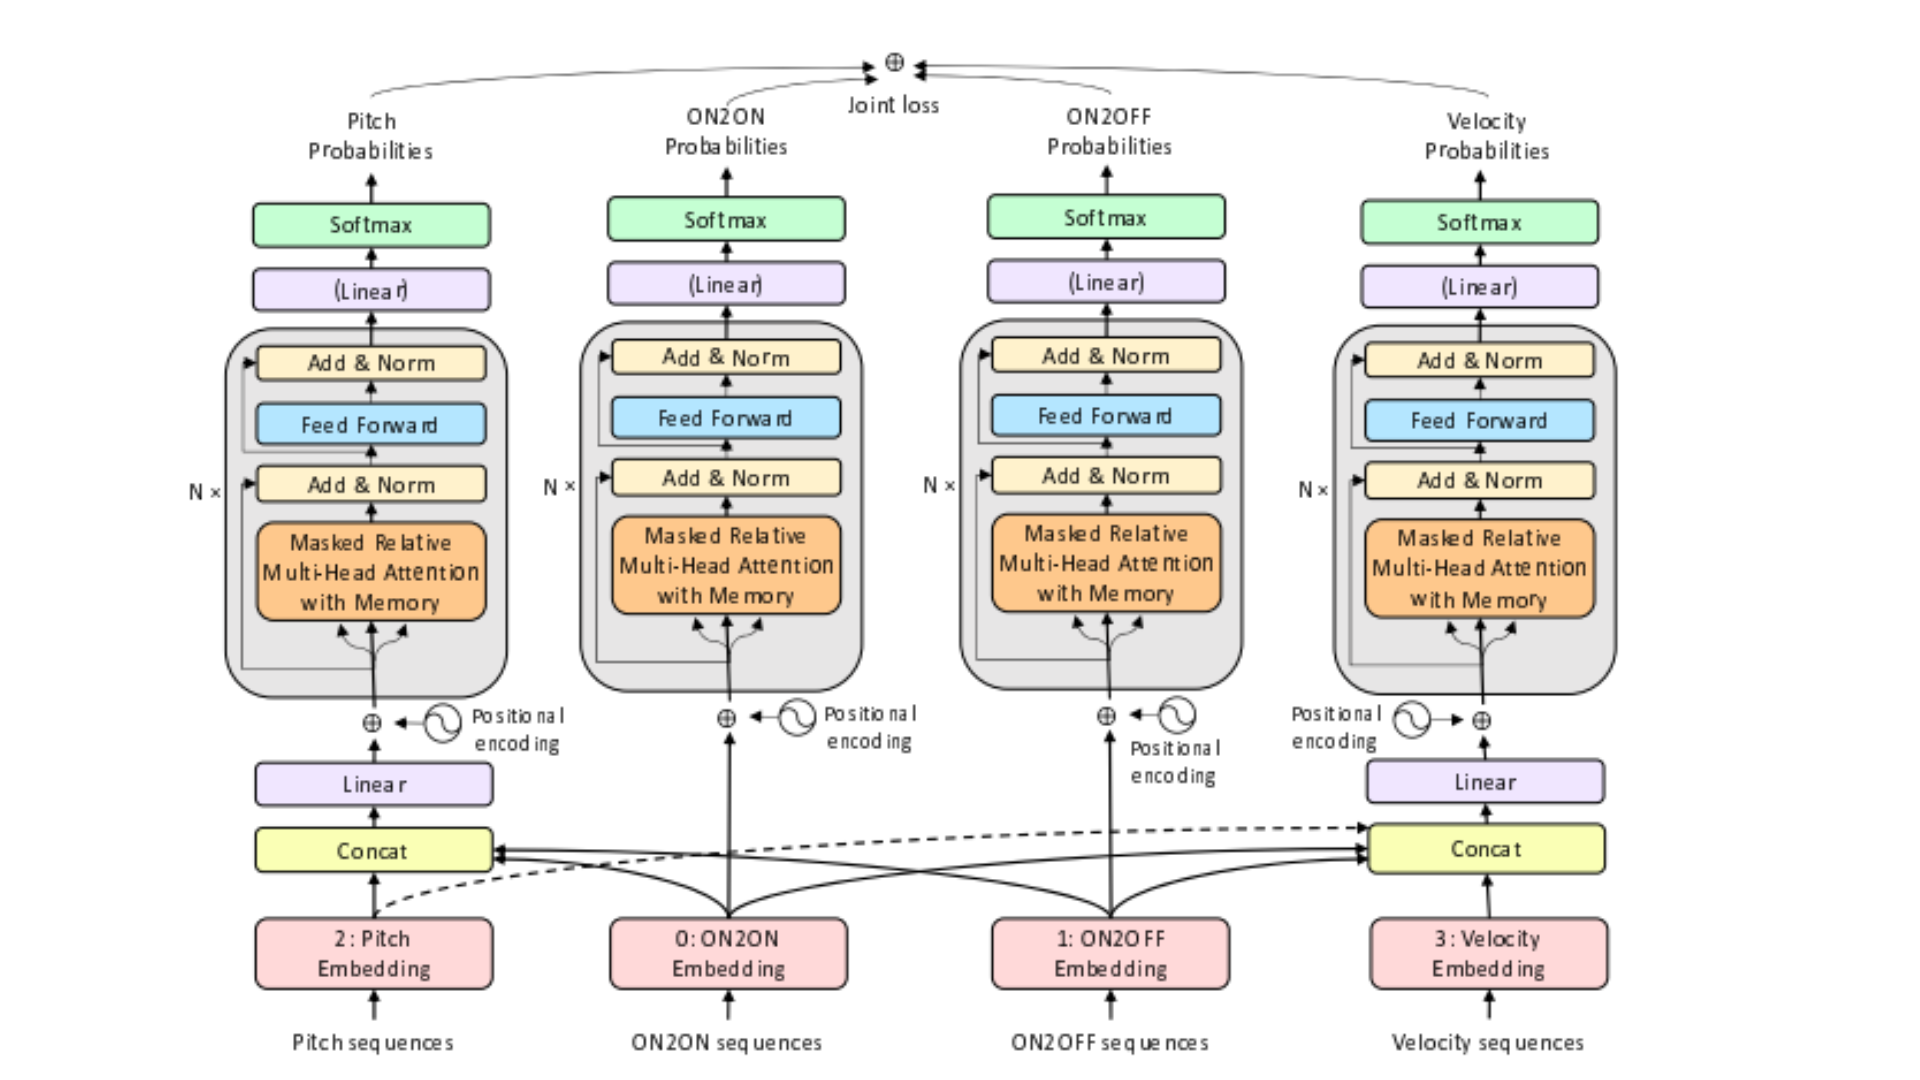 Joint loss
Pitch
Probabilities
ON2ON
Probabilities
ON2OFF
Probabilities
Velocity
Probabilities
Softmax
Softmax
Softmax
Softmax
(Linear)
(Linear)
(Linear)
(Linear)
Add & Norm
Add & Norm
Add & Norm
Add & Norm
Feed Forward
Feed Forward
Feed Forward
Feed Forward
N ×
Add & Norm
N ×
Add & Norm
N ×
Add & Norm
N ×
Add & Norm
Masked Relative
Multi-Head Attention
with Memory
Masked Relative
Multi-Head Attention
with Memory
Masked Relative
Multi-Head Attention
with Memory
Masked Relative
Multi-Head Attention
with Memory
Positional
encoding
Positional
encoding
Positional
encoding
Positional
encoding
Linear
Linear
Concat
Concat
2: Pitch
Embedding
0: ON2ON
Embedding
1: ON2OFF
Embedding
3: Velocity
Embedding
Pitch sequences
ON2ON sequences
ON2OFF sequences
Velocity sequences